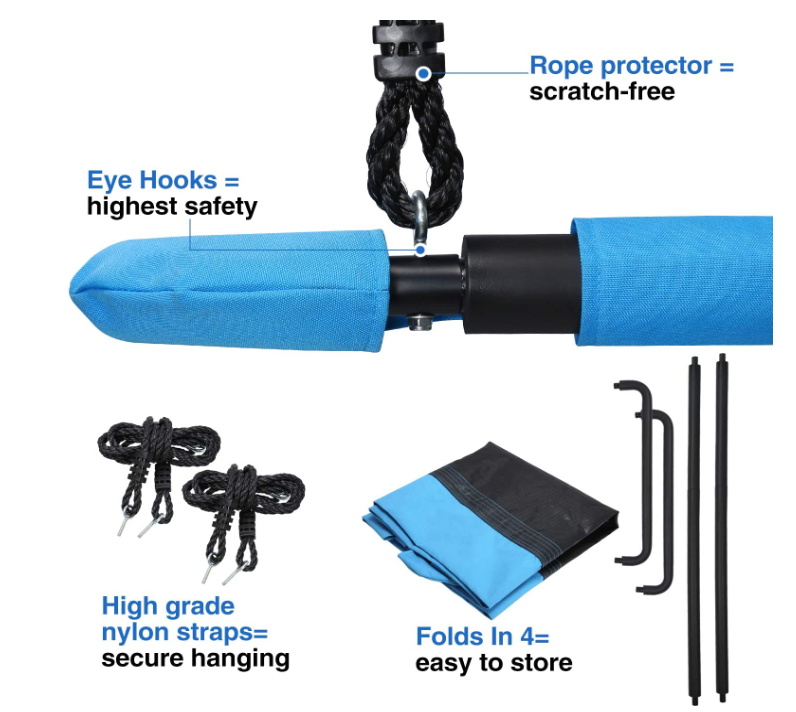 Rope protector =
scratch-free
Eye Hooks =
highest safety
High grade
nylon straps=
secure hanging
Folds In 4=
easy to store